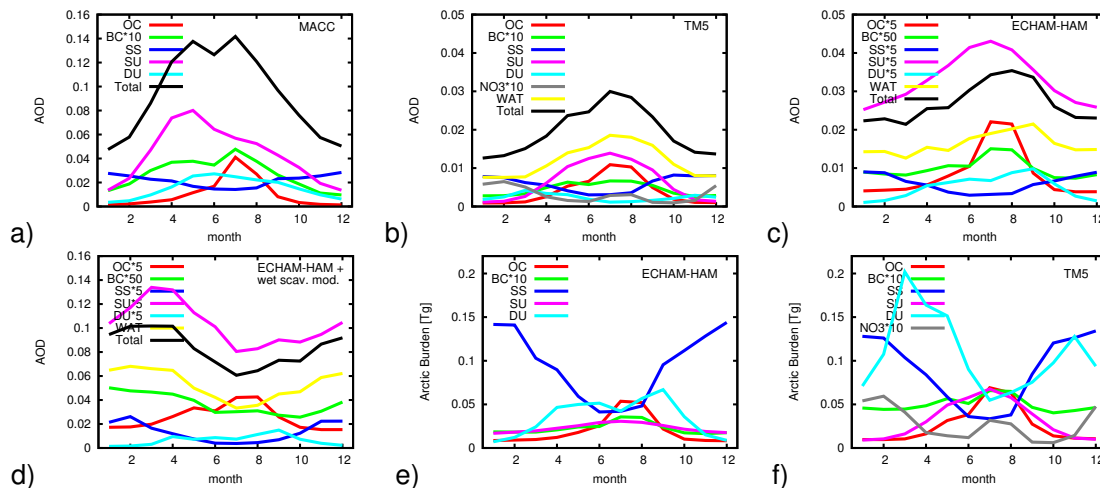 0.16
0.14
0.12
0.1
0.08
0.06
0.04
0.02
0
AOD
OC
BC*10
SS
SU
DU
Total
MACC
2 4 6 8 10 12
month
a)
0.05
0.04
0.03
0.02
0.01
0
AOD
OC
BC*10
SS
SU
DU
NO3*10
WAT
Total
TM5
2 4 6 8 10 12
month
b)
0.05
0.04
0.03
0.02
0.01
0
AOD
OC*5
BC*50
SS*5
SU*5
DU*5
WAT
Total
ECHAM-HAM
2 4 6 8 10 12
month
c)
0.16
0.14
0.12
0.1
0.08
0.06
0.04
0.02
0
AOD
OC*5
BC*50
SS*5
SU*5
DU*5
WAT
Total
ECHAM-HAM +
wet scav. mod.
2 4 6 8 10 12
month
d)
0.2
0.15
0.1
0.05
0
Arctic Burden [Tg]
OC
BC*10
SS
SU
DU
ECHAM-HAM
2 4 6 8 10 12
month
e)
0.2
0.15
0.1
0.05
0
Arctic Burden [Tg]
OC
BC*10
SS
SU
DU
NO3*10
TM5
2 4 6 8 10 12
month
f)